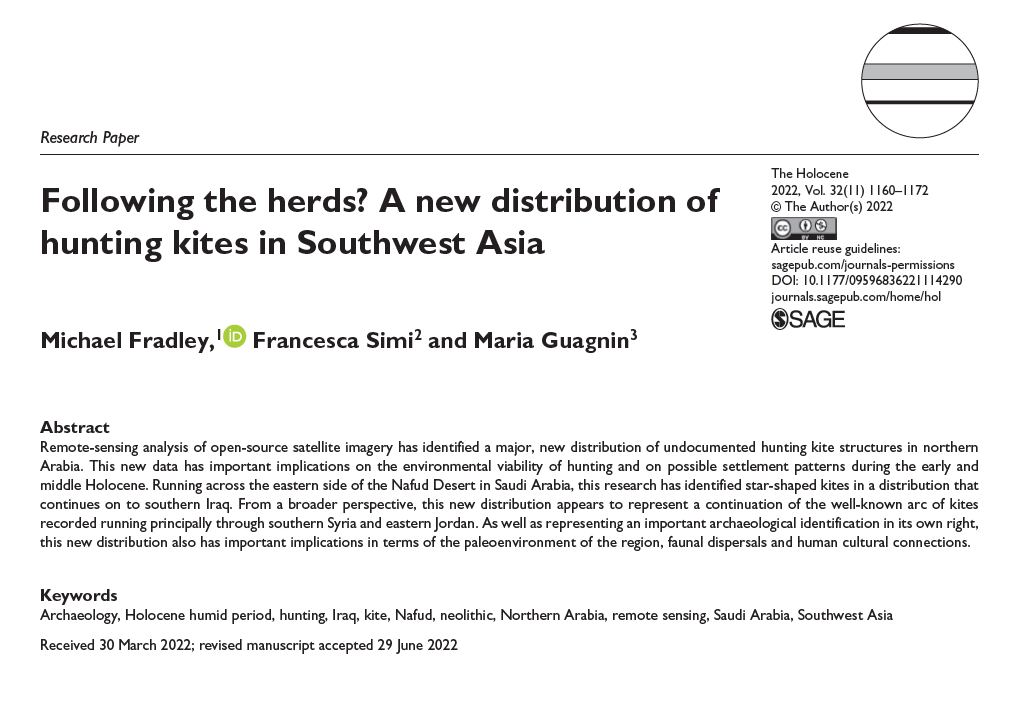 Research Paper
Following the herds? A new distribution of
hunting kites in Southwest Asia
The Holocene
2022, Vol. 32(11) 1160–1172
© The Author(s) 2022
cc BY NC
Article reuse guidelines:
sagepub.com/journals-permissions
DOI: 10.1177/09596836221114290
journals.sagepub.com/home/hol
SAGE
Michael Fradley,1 iD Francesca Simi2 and Maria Guagnin3
Abstract
Remote-sensing analysis of open-source satellite imagery has identified a major, new distribution of undocumented hunting kite structures in northern
Arabia. This new data has important implications on the environmental viability of hunting and on possible settlement patterns during the early and
middle Holocene. Running across the eastern side of the Nafud Desert in Saudi Arabia, this research has identified star-shaped kites in a distribution that
continues on to southern Iraq. From a broader perspective, this new distribution appears to represent a continuation of the well-known arc of kites
recorded running principally through southern Syria and eastern Jordan. As well as representing an important archaeological identification in its own right,
this new distribution also has important implications in terms of the paleoenvironment of the region, faunal dispersals and human cultural connections.
Keywords
Archaeology, Holocene humid period, hunting, Iraq, kite, Nafud, neolithic, Northern Arabia, remote sensing, Saudi Arabia, Southwest Asia
Received 30 March 2022; revised manuscript accepted 29 June 2022